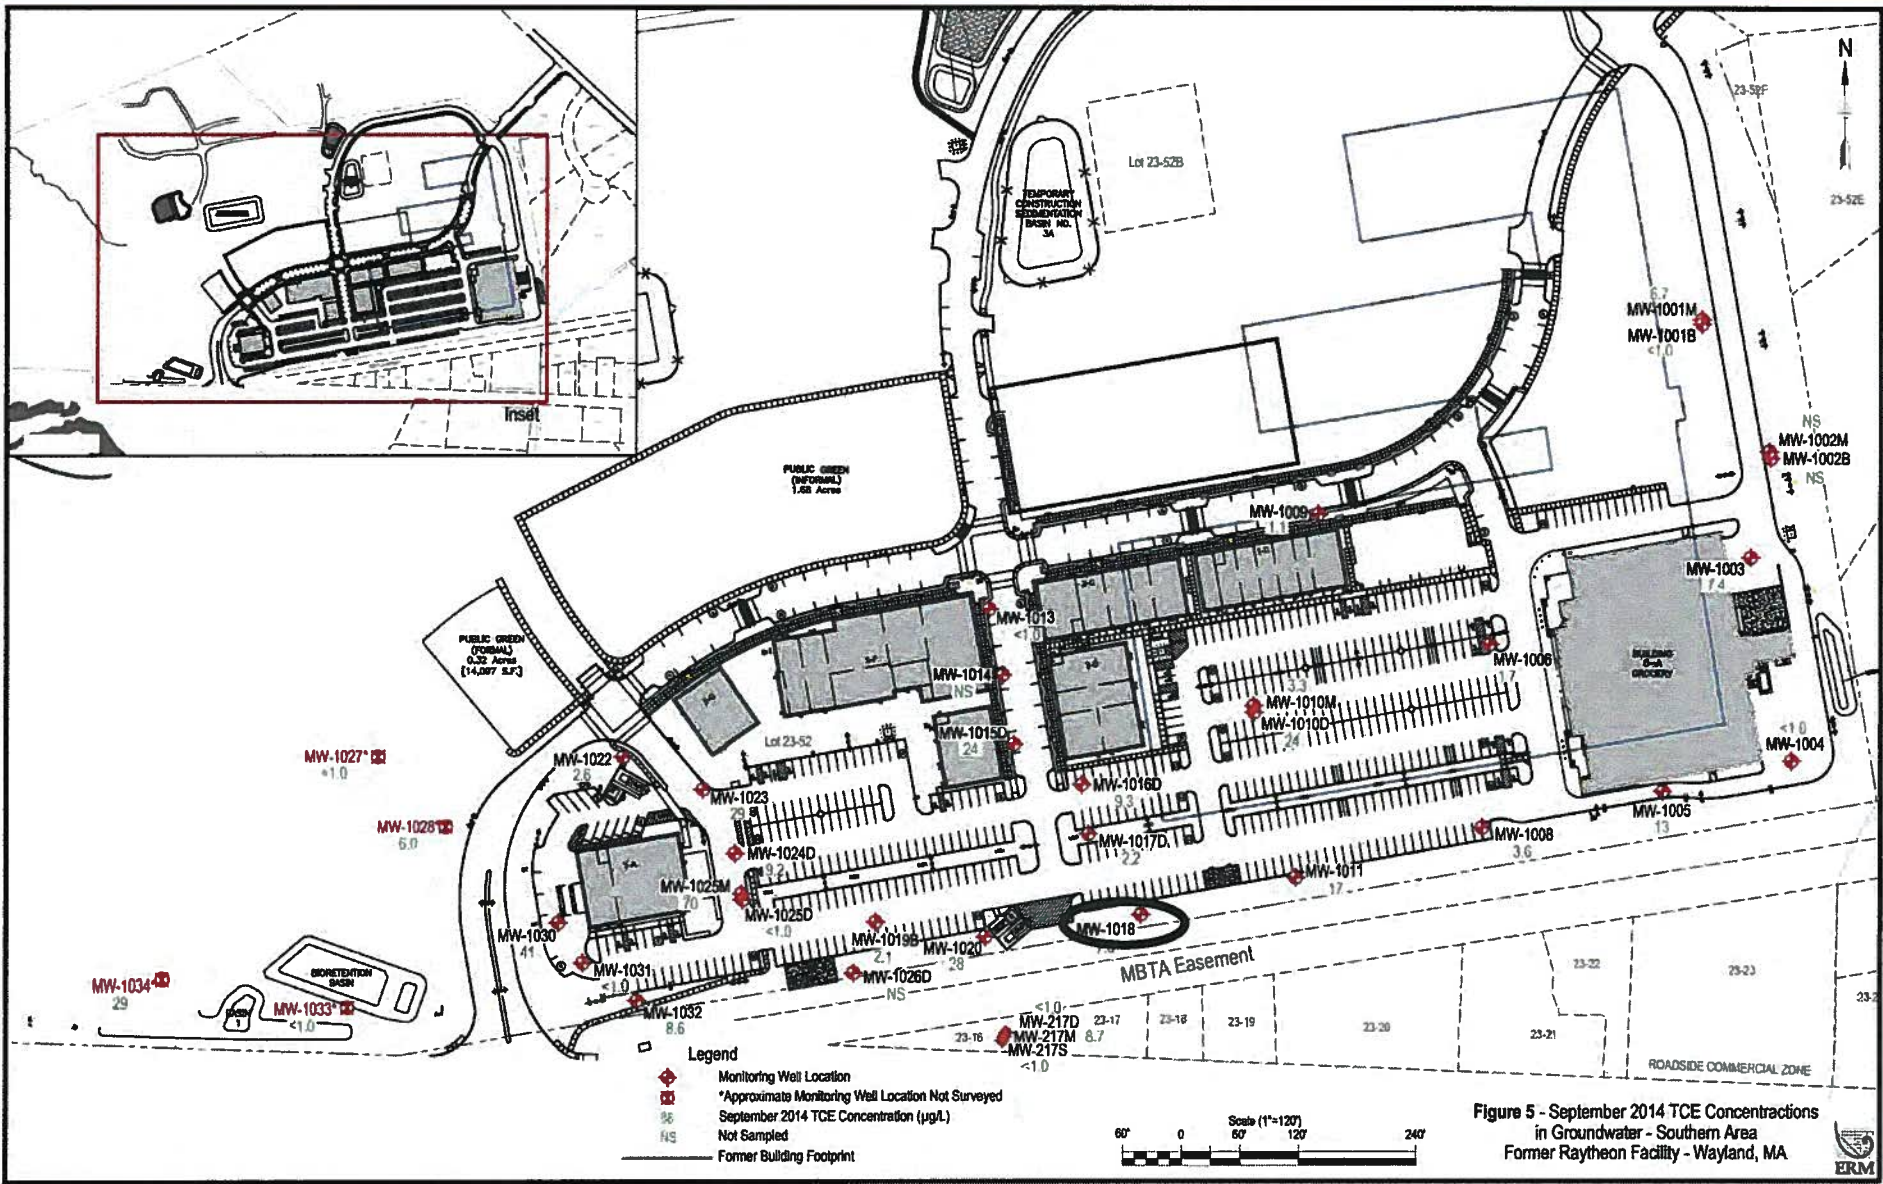 Inset
N
23-52F
23-52E
Lot 23-52B
TEMPORARY
CONSTRUCTION
SEDIMENTATION
BASIN NO.
3A
6.7
MW-1001M
MW-1001B
<1.0
NS
MW-1002M
MW-1002B
NS
PUBLIC GREEN
(INFORMAL)
1.68 Acres
MW-1009
1.1
MW-1003
PUBLIC GREEN
(FORMAL)
0.32 Acres
[14,097 S.F.]
MW-1013
<1.0
MW-1006
17
MW-1014
NS
3.3
MW-1010M
MW-1010D
24
BUILDING
GROCERY
<1.0
MW-1004
MW-1015D
24
Lot 23-52
MW-1027*
<1.0
MW-1022
2.6
MW-1023
29
MW-1016D
9.3
MW-1005
13
MW-1028*
6.0
MW-1017D
2.2
MW-1008
3.6
MW-1024D
9.2
MW-1011
17
MW-1025M
70
MW-1025D
<1.0
MW-1030
41
MW-1019B
2.1
MW-1020
28
MW-1018
MBTA Easement
MW-1031
<1.0
MW-1026D
NS
MW-1034*
29
BIORETENTION
BASIN
BASIN
1
MW-1033*
<1.0
MW-1032
8.6
<1.0
MW-217D
MW-217M
8.7
MW-217S
<1.0
23-16
23-17
23-18
23-19
23-20
23-21
23-22
23-23
ROADSIDE COMMERCIAL ZONE
Legend
Monitoring Well Location
*Approximate Monitoring Well Location Not Surveyed
September 2014 TCE Concentration (µg/L)
NS Not Sampled
Former Building Footprint
Scale (1"=120')
60' 0 60' 120' 240'
Figure 5 - September 2014 TCE Concentractions
in Groundwater - Southern Area
Former Raytheon Facility - Wayland, MA
ERM